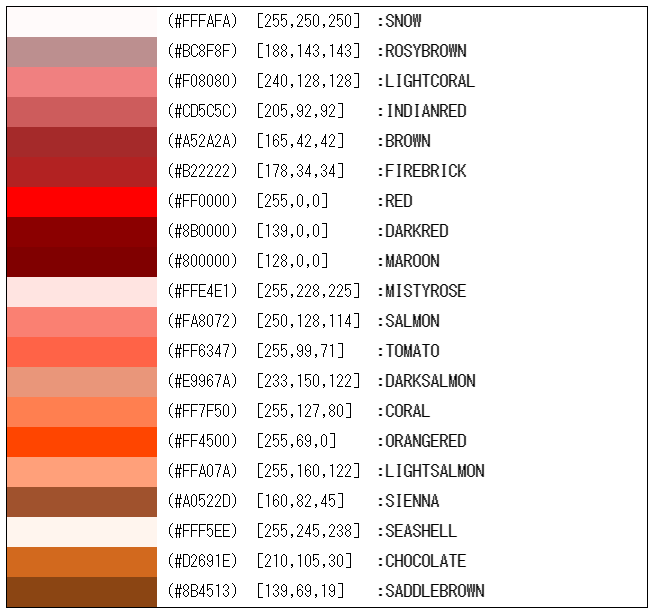 (#FFFAFA) [255,250,250] :SNOW
(#BC8F8F) [188,143,143] :ROSYBROWN
(#F08080) [240,128,128] :LIGHTCORAL
(#CD5C5C) [205,92,92] :INDIANRED
(#A52A2A) [165,42,42] :BROWN
(#B22222) [178,34,34] :FIREBRICK
(#FF0000) [255,0,0] :RED
(#8B0000) [139,0,0] :DARKRED
(#800000) [128,0,0] :MAROON
(#FFE4E1) [255,228,225] :MISTYROSE
(#FA8072) [250,128,114] :SALMON
(#FF6347) [255,99,71] :TOMATO
(#E9967A) [233,150,122] :DARKSALMON
(#FF7F50) [255,127,80] :CORAL
(#FF4500) [255,69,0] :ORANGERED
(#FFA07A) [255,160,122] :LIGHTSALMON
(#A0522D) [160,82,45] :SIENNA
(#FFF5EE) [255,245,238] :SEASHELL
(#D2691E) [210,105,30] :CHOCOLATE
(#8B4513) [139,69,19] :SADDLEBROWN